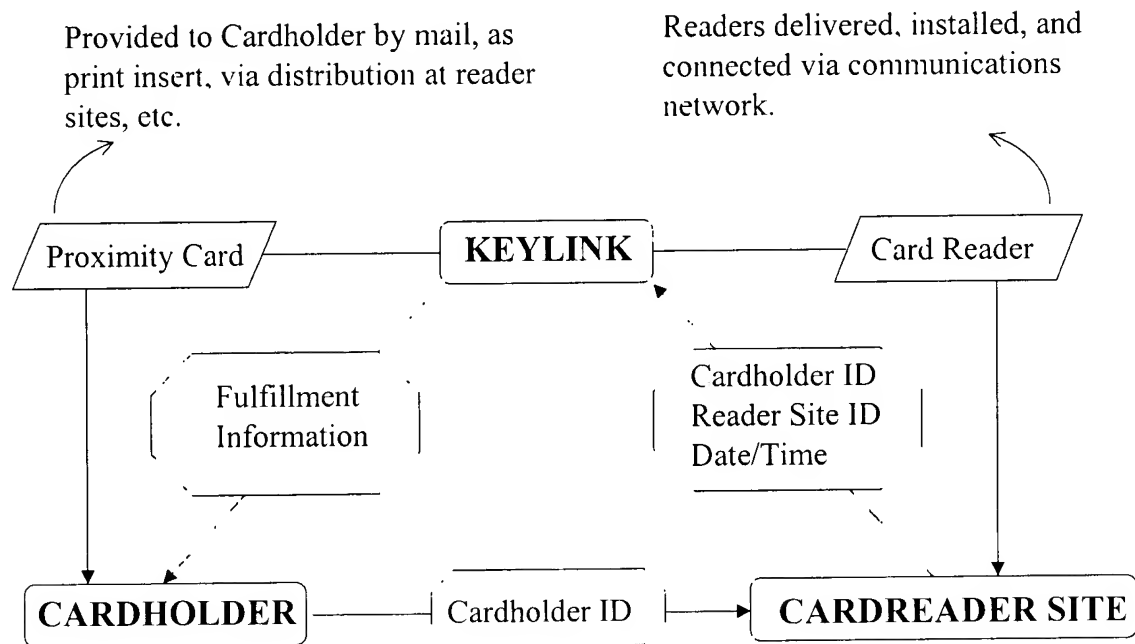 Provided to Cardholder by mail, as
print insert, via distribution at reader
sites, etc.
Readers delivered, installed, and
connected via communications
network.
Proximity Card
KEYLINK
Card Reader
Fulfillment
Information
Cardholder ID
Reader Site ID
Date/Time
CARDHOLDER
Cardholder ID
CARDREADER SITE